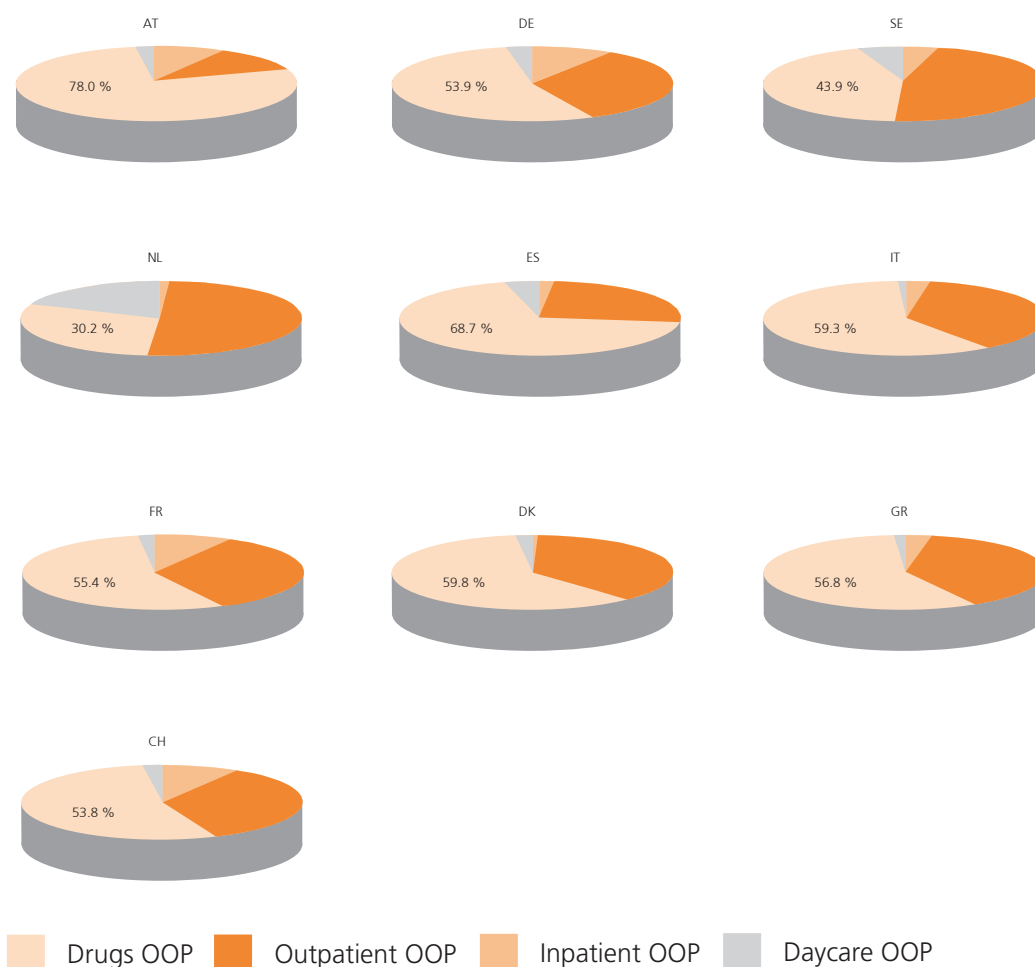 AT
DE
SE
78.0 %
53.9 %
43.9 %
NL
ES
IT
30.2 %
68.7 %
59.3 %
FR
DK
GR
55.4 %
59.8 %
56.8 %
CH
53.8 %
Drugs OOP
Outpatient OOP
Inpatient OOP
Daycare OOP